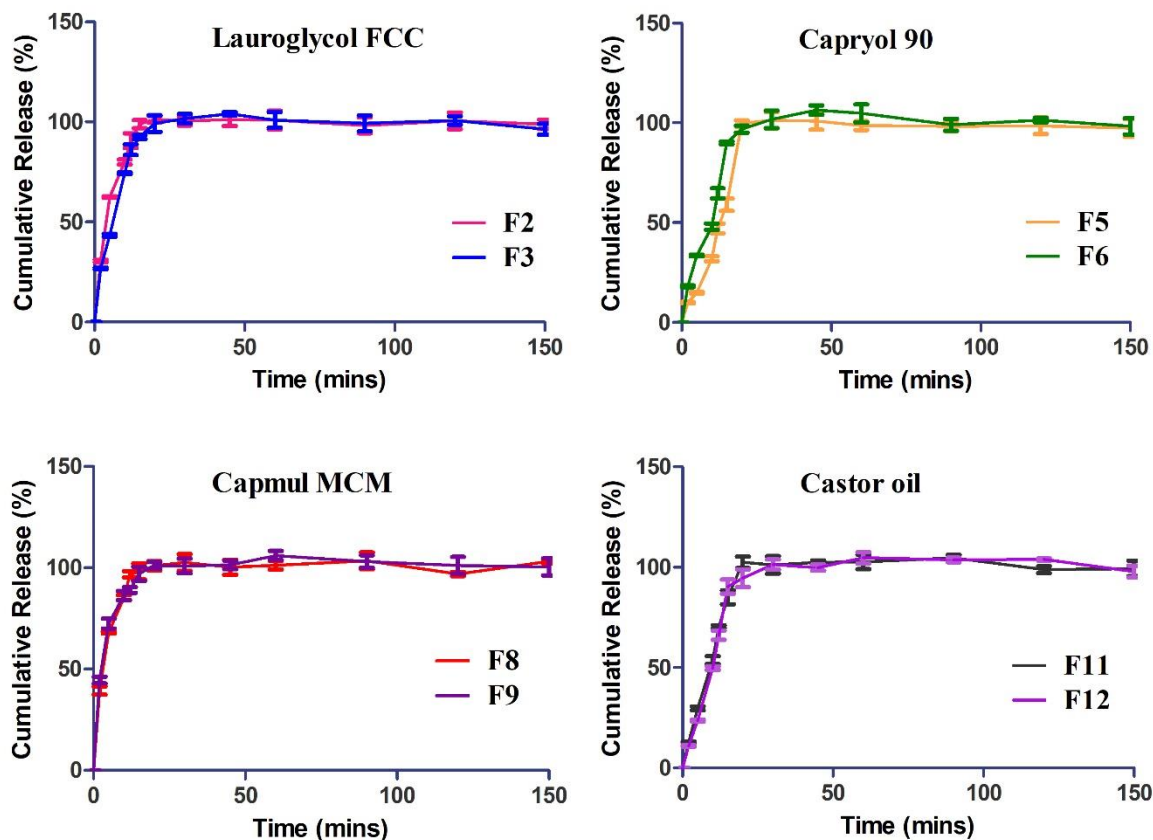 Lauroglycol FCC
Cumulative Release (%)
150
100
50
0
F2
F3
0 50 100 150
Time (mins)
Capryol 90
Cumulative Release (%)
150
100
50
0
F5
F6
0 50 100 150
Time (mins)
Capmul MCM
Cumulative Release (%)
150
100
50
0
F8
F9
0 50 100 150
Time (mins)
Castor oil
Cumulative Release (%)
150
100
50
0
F11
F12
0 50 100 150
Time (mins)